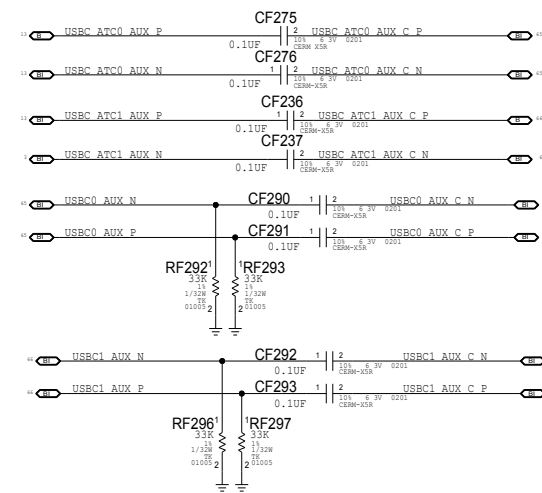 CF275
13 BI USBC ATC0 AUX P 1 2 USBC ATC0 AUX C P BI 65
0.1UF 10% 6 3V 0201
CERM X5R
CF276
13 BI USBC ATC0 AUX N 1 2 USBC ATC0 AUX C N BI 65
0.1UF 10% 6 3V 0201
CERM-X5R
CF236
13 BI USBC ATC1 AUX P 1 2 USBC ATC1 AUX C P B 66
0.1UF 10% 6 3V 0201
CERM-X5R
CF237
3 BI USBC ATC1 AUX N 1 2 USBC ATC1 AUX C N BI 6
0.1UF 10% 6 3V 0201
CERM-X5R
65 BI USBC0 AUX N CF290 1 2 USBC0 AUX C N BI
0.1UF 10% 6 3V 0201
CERM-X5R
65 BI USBC0 AUX P CF291 1 2 USBC0 AUX C P BI
0.1UF 10% 6 3V 0201
CERM-X5R
RF292 1 1 RF293
33K 33K
1% 1%
1/32W 1/32W
TK TK
01005 2 2 01005
66 BI USBC1 AUX N CF292 1 2 USBC1 AUX C N BI
0.1UF 10% 6 3V 0201
CERM-X5R
66 BI USBC1 AUX P CF293 1 2 USBC1 AUX C P BI
0.1UF 10% 6 3V 0201
CERM-X5R
RF296 1 1 RF297
33K 33K
1% 1%
1/32W 1/32W
TK TK
01005 2 2 01005